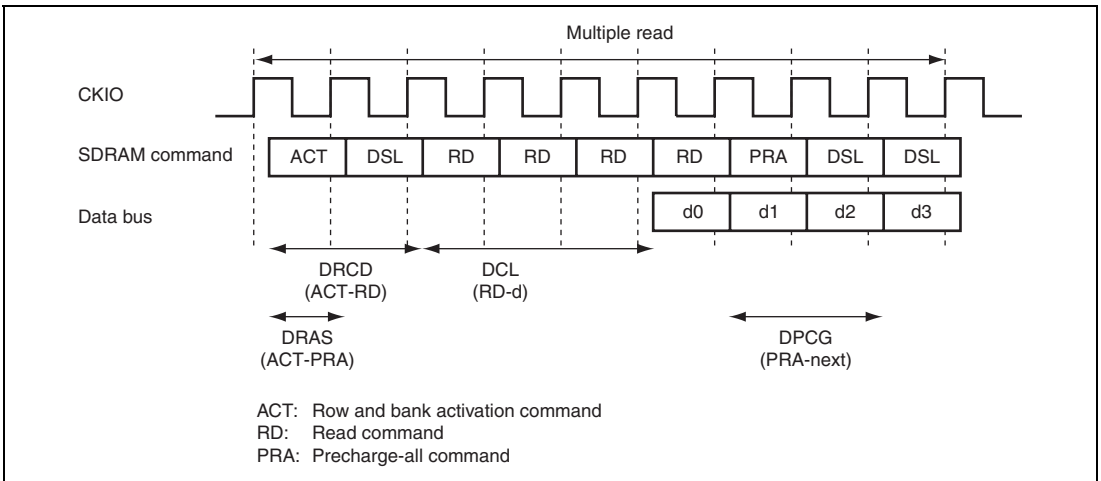 Multiple read
CKIO
SDRAM command ACT DSL RD RD RD RD PRA DSL DSL
Data bus d0 d1 d2 d3
DRCD
(ACT-RD)
DCL
(RD-d)
DRAS
(ACT-PRA)
DPCG
(PRA-next)
ACT: Row and bank activation command
RD: Read command
PRA: Precharge-all command